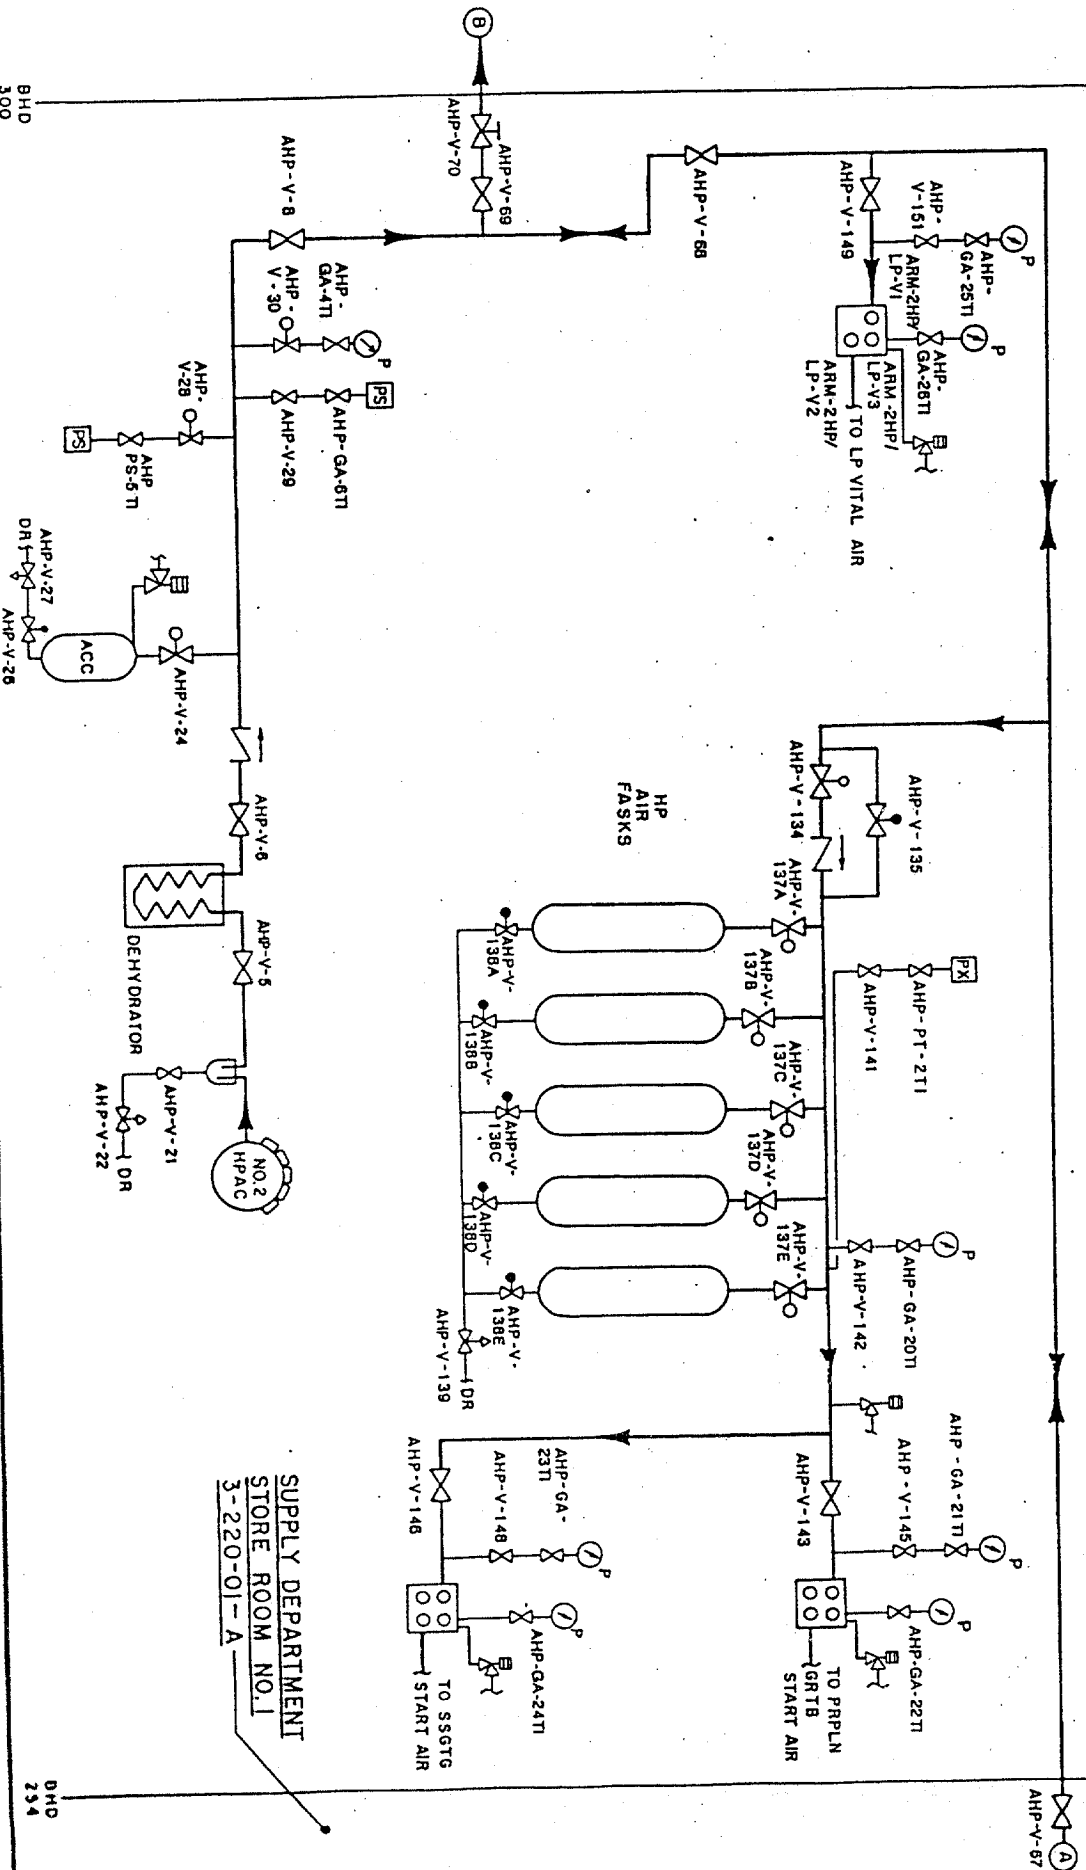 B
BHD
300
AHP-V-70
AHP-V-69
AHP-V-8
AHP-V-68
AHP-V-149
AHP-
V-151
AHP-
GA-25TI
P
ARM-2HP/
LP-V1
AHP-
GA-26TI
P
ARM-2HP/
LP-V3
ARM-2HP/
LP-V2
TO LP VITAL AIR
AHP-
GA-4TI
AHP-
V-30
P
PS
AHP-GA-6TI
AHP-V-29
AHP-
V-28
AHP
PS-5TI
PS
AHP-V-27
DR
AHP-V-26
ACC
AHP-V-24
AHP-V-6
DEHYDRATOR
AHP-V-5
AHP-V-21
AHP-V-22
DR
NO.2
HPAC
HP
AIR
FASKS
AHP-V-134
AHP-V-135
AHP-V-
137A
AHP-V-
137B
AHP-V-
137C
AHP-V-
137D
AHP-V-
137E
AHP-V-
138A
AHP-V-
138B
AHP-V-
138C
AHP-V-
138D
AHP-V-
138E
AHP-V-139
DR
PX
AHP-PT-2TI
AHP-V-141
P
AHP-GA-20TI
AHP-V-142
AHP-V-143
AHP-V-145
AHP-GA-21TI
P
P
AHP-GA-22TI
TO PRPLN
GRTB
START AIR
AHP-V-146
AHP-V-148
AHP-GA-
23TI
P
P
AHP-GA-24TI
TO SSGTG
START AIR
SUPPLY DEPARTMENT
STORE ROOM NO.1
3-220-01-A
BHD
254
AHP-V-67
A